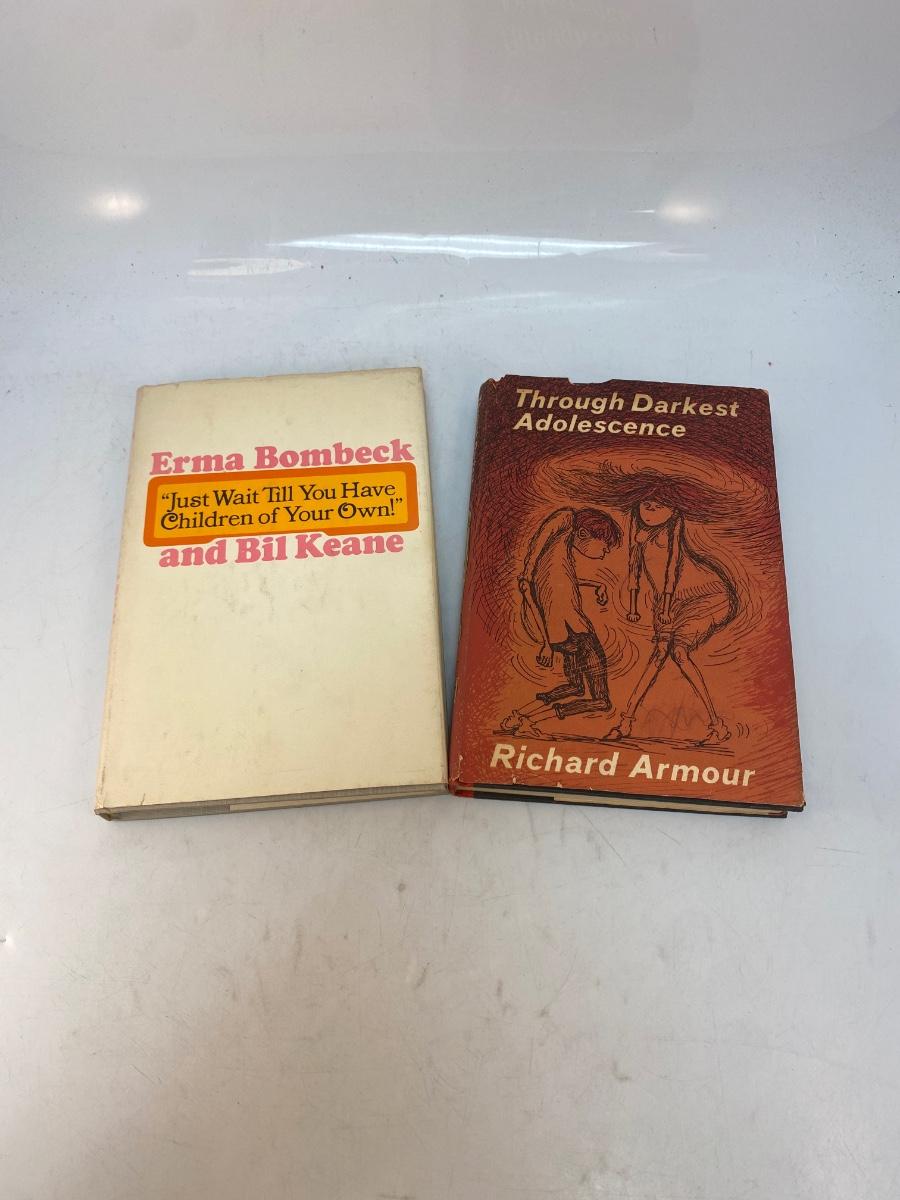 Erma Bombeck
“Just Wait Till You Have
Children of Your Own!”
and Bil Keane
Through Darkest
Adolescence
Richard Armour